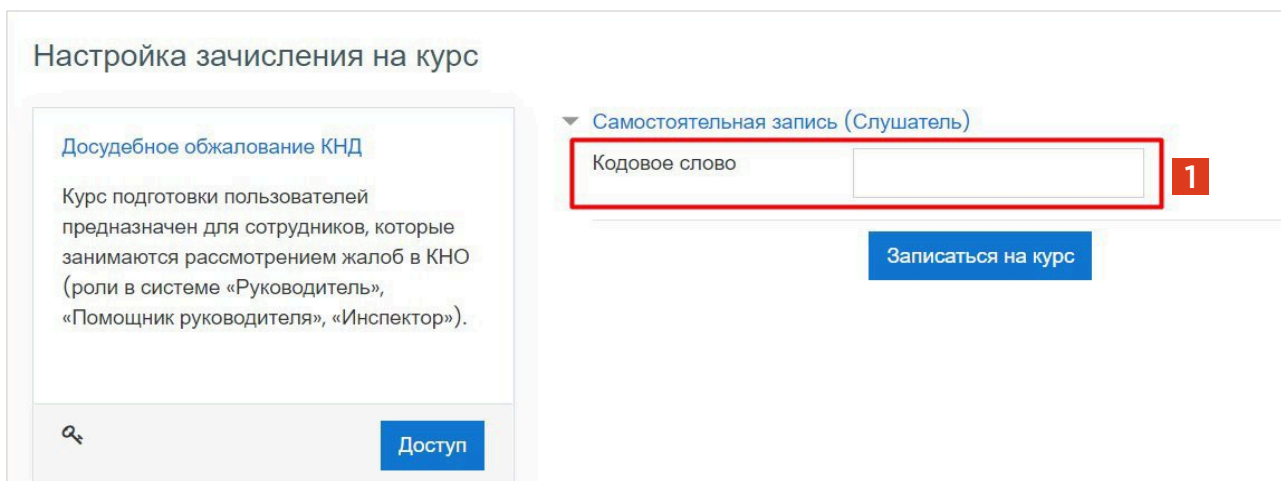 Настройка зачисления на курс
Досудебное обжалование КНД
Курс подготовки пользователей
предназначен для сотрудников, которые
занимаются рассмотрением жалоб в КНО
(роли в системе «Руководитель»,
«Помощник руководителя», «Инспектор»).
Доступ
Самостоятельная запись (Слушатель)
Кодовое слово
1
Записаться на курс